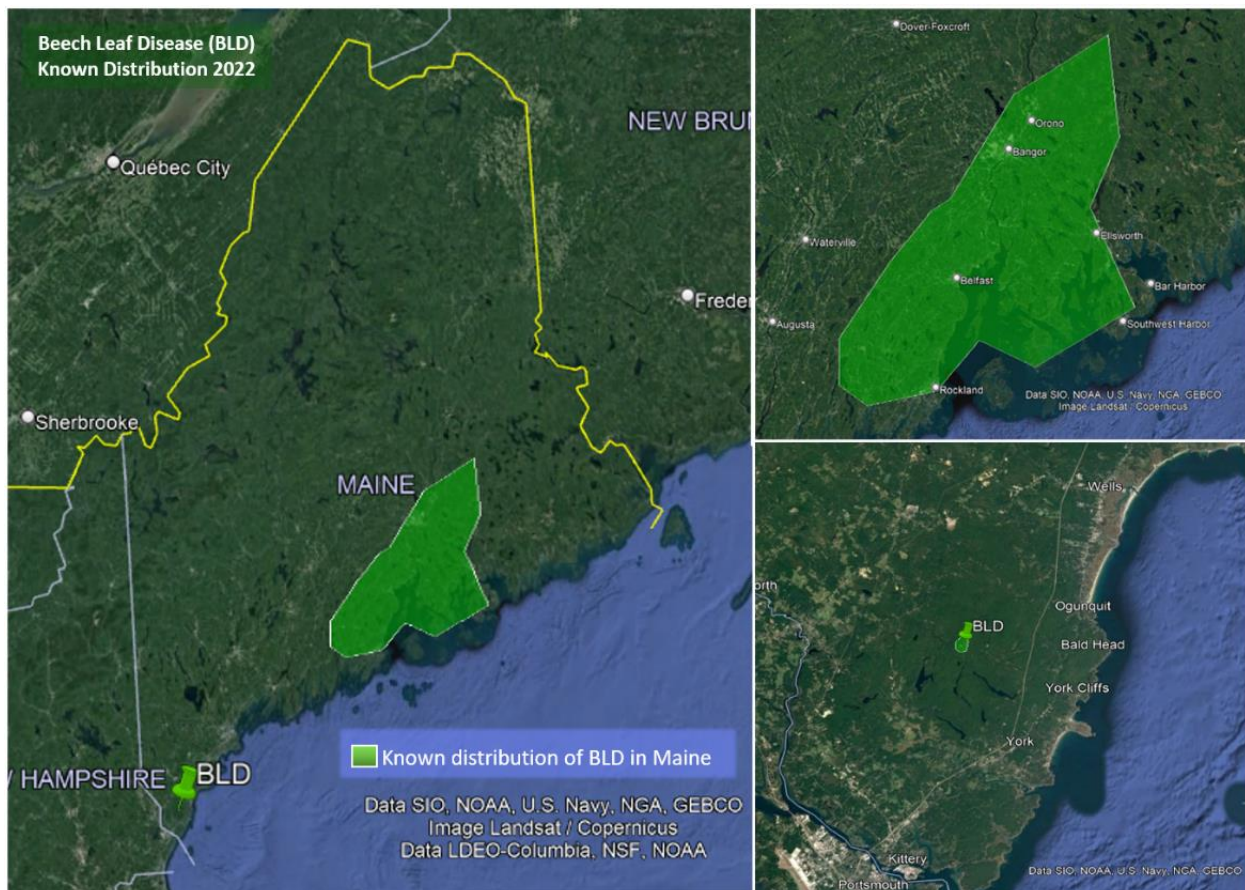 Beech Leaf Disease (BLD)
Known Distribution 2022
Québec City
NEW
Sherbrooke
MAINE
HAMPSHIRE
BLD
Known distribution of BLD in Maine
Data SIO, NOAA, U.S. Navy, NGA, GEBCO
Image Landsat / Copernicus
Data LDEO-Columbia, NSF, NOAA
Dover-Foxcroft
Orono
Bangor
Waterville
Ellsworth
Belfast
Bar Harbor
Augusta
Southwest Harbor
Rockland
Data SIO, NOAA, U.S. Navy, NGA, GEBCO
Image Landsat / Copernicus
Wells
Ogunquit
BLD
Bald Head
York Cliffs
York
Kittery
Portsmouth
Data SIO, NOAA, U.S. Navy, NGA, GEBCO